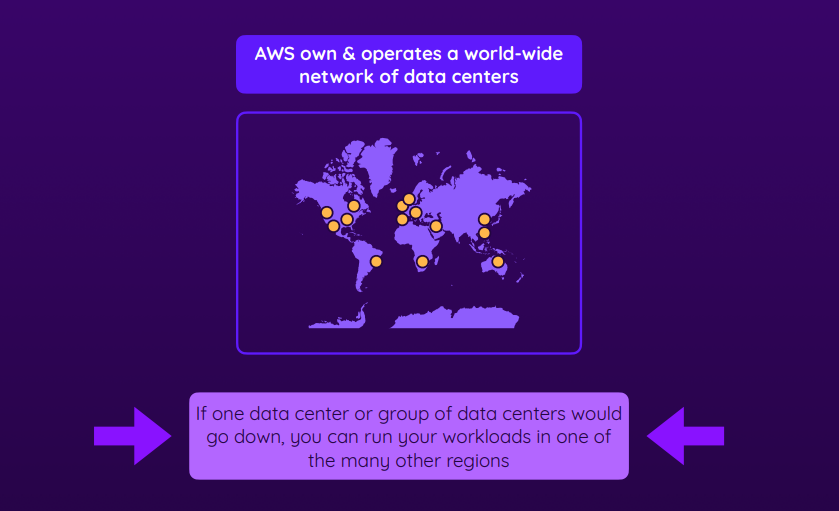 AWS own & operates a world-wide
network of data centers
If one data center or group of data centers would
go down, you can run your workloads in one of
the many other regions